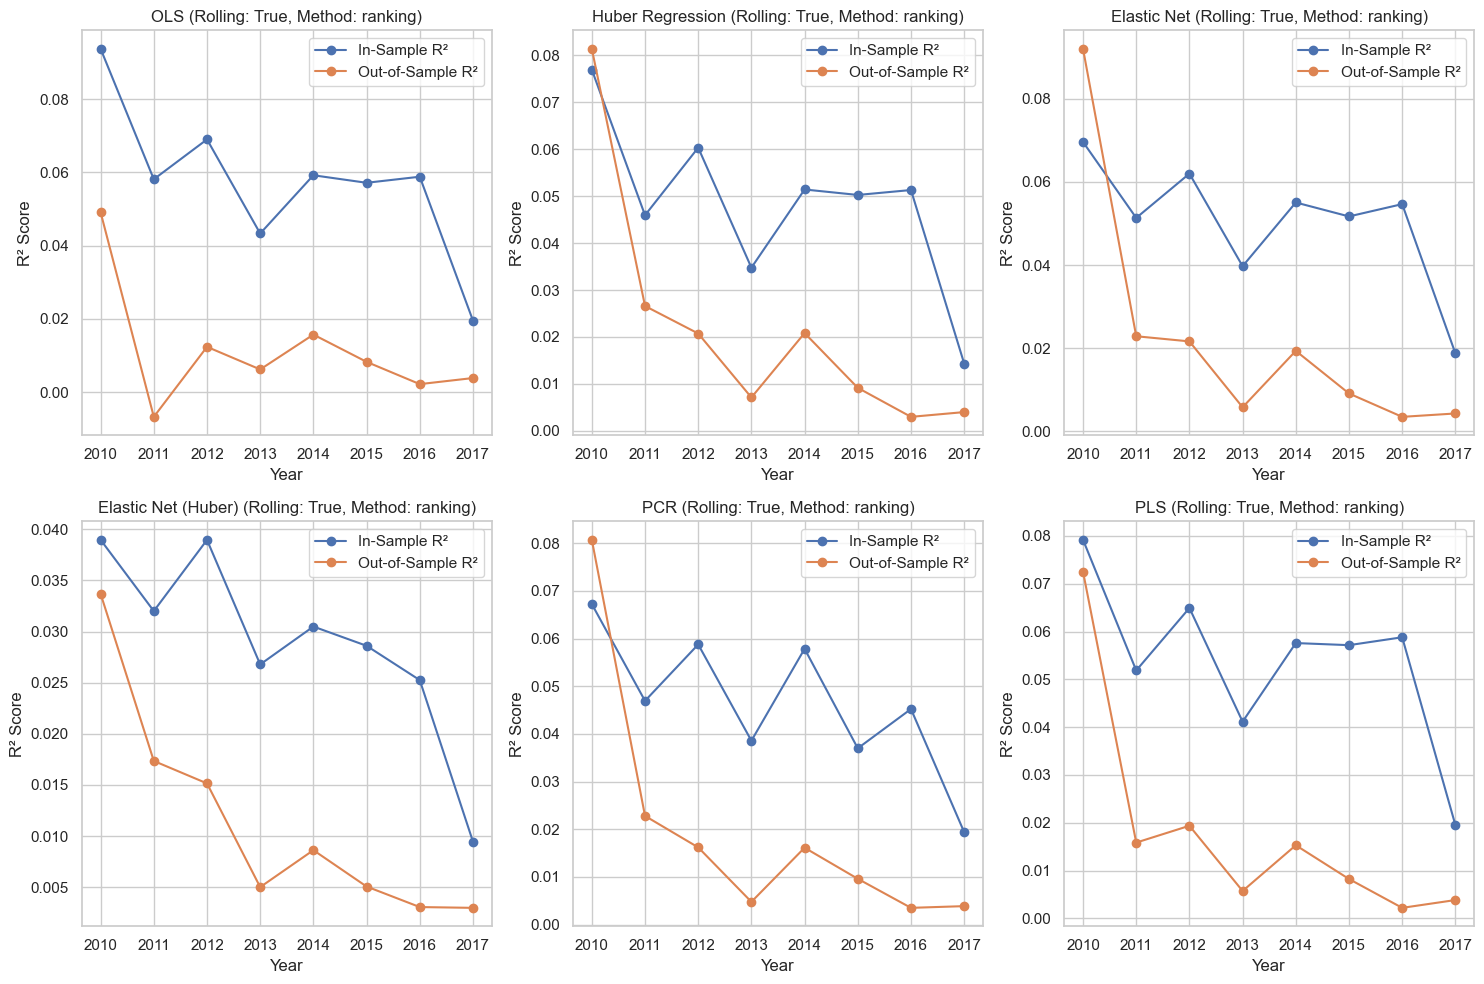 OLS (Rolling: True, Method: ranking)
In-Sample R²
Out-of-Sample R²
R² Score
0.08
0.06
0.04
0.02
0.00
2010 2011 2012 2013 2014 2015 2016 2017
Year
Huber Regression (Rolling: True, Method: ranking)
In-Sample R²
Out-of-Sample R²
R² Score
0.08
0.07
0.06
0.05
0.04
0.03
0.02
0.01
0.00
2010 2011 2012 2013 2014 2015 2016 2017
Year
Elastic Net (Rolling: True, Method: ranking)
In-Sample R²
Out-of-Sample R²
R² Score
0.08
0.06
0.04
0.02
0.00
2010 2011 2012 2013 2014 2015 2016 2017
Year
Elastic Net (Huber) (Rolling: True, Method: ranking)
In-Sample R²
Out-of-Sample R²
R² Score
0.040
0.035
0.030
0.025
0.020
0.015
0.010
0.005
2010 2011 2012 2013 2014 2015 2016 2017
Year
PCR (Rolling: True, Method: ranking)
In-Sample R²
Out-of-Sample R²
R² Score
0.08
0.07
0.06
0.05
0.04
0.03
0.02
0.01
0.00
2010 2011 2012 2013 2014 2015 2016 2017
Year
PLS (Rolling: True, Method: ranking)
In-Sample R²
Out-of-Sample R²
R² Score
0.08
0.07
0.06
0.05
0.04
0.03
0.02
0.01
0.00
2010 2011 2012 2013 2014 2015 2016 2017
Year